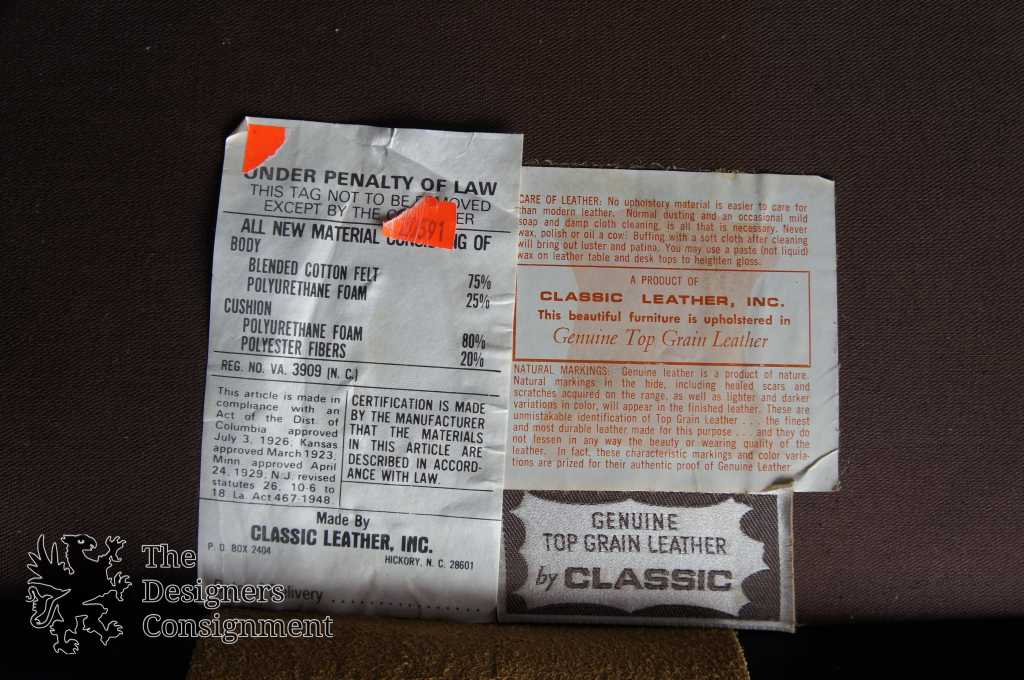 UNDER PENALTY OF LAW
THIS TAG NOT TO BE REMOVED
EXCEPT BY THE
591
ALL NEW MATERIAL CONSISTING OF
BODY
BLENDED COTTON FELT 75%
POLYURETHANE FOAM 25%
CUSHION
POLYURETHANE FOAM 80%
POLYESTER FIBERS 20%
REG. NO. VA. 3909 (N. C.)
This article is made in
compliance with an
Act of the Dist. of
Columbia approved
July 3, 1926, Kansas
approved March 1923,
Minn. approved April
24, 1929, N.J. revised
statutes 26, 10-6 to
18 La. Act 467-1948.
CERTIFICATION IS MADE
BY THE MANUFACTURER
THAT THE MATERIALS
IN THIS ARTICLE ARE
DESCRIBED IN ACCORD-
ANCE WITH LAW.
Made By
CLASSIC LEATHER, INC.
P. O. BOX 2404
HICKORY, N. C. 28601
Delivery ....................
CARE OF LEATHER: No upholstery material is easier to care for
than modern leather. Normal dusting and an occasional mild
soap and damp cloth cleaning, is all that is necessary. Never
wax, polish or oil a cow! Buffing with a soft cloth after cleaning
will bring out luster and patina. You may use a paste (not liquid)
wax on leather table and desk tops to heighten gloss.
A PRODUCT OF
CLASSIC LEATHER, INC.
This beautiful furniture is upholstered in
Genuine Top Grain Leather
NATURAL MARKINGS: Genuine leather is a product of nature.
Natural markings in the hide, including healed scars and
scratches acquired on the range, as well as lighter and darker
variations in color, will appear in the finished leather. These are
unmistakable identification of Top Grain Leather . . . the finest
and most durable leather made for this purpose . . . and they do
not lessen in any way the beauty or wearing quality of the
leather. In fact, these characteristic markings and color varia-
tions are prized for their authentic proof of Genuine Leather.
GENUINE
TOP GRAIN LEATHER
by CLASSIC
The
Designers
Consignment